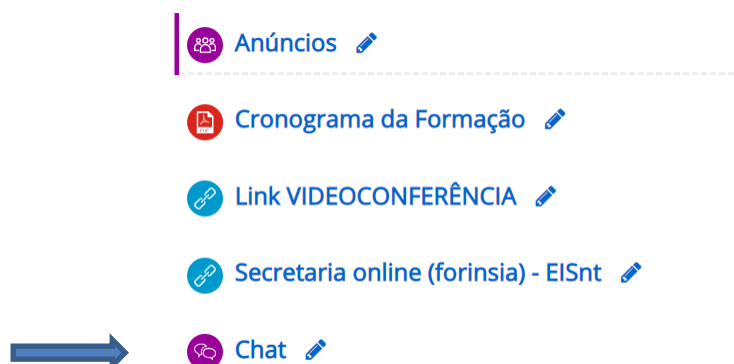 Anúncios
Cronograma da Formação
Link VIDEOCONFERÊNCIA
Secretaria online (forinsia) - EISnt
Chat